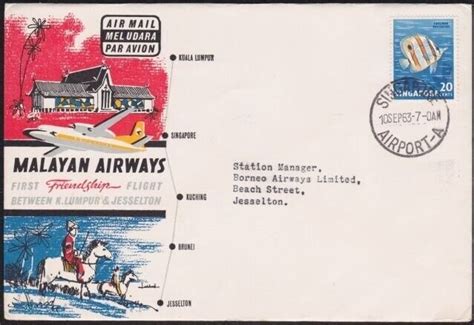 AIR MAIL
MEL UDARA
PAR AVION
KUALA LUMPUR
SINGAPORE
MALAYAN AIRWAYS
FIRST Friendship FLIGHT
BETWEEN K. LUMPUR & JESSELTON
KUCHING
BRUNEI
JESSELTON
SINGAPORE
20
CENTS
10SEP63-7-0AM
AIRPORT-A
Station Manager,
Borneo Airways Limited,
Beach Street,
Jesselton.